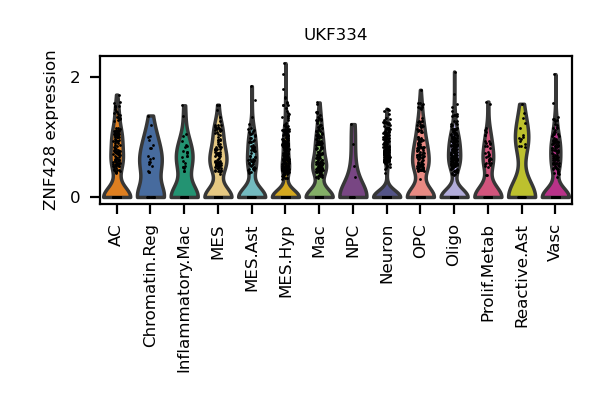 UKF334
ZNF428 expression
2
0
AC
Chromatin.Reg
Inflammatory.Mac
MES
MES.Ast
MES.Hyp
Mac
NPC
Neuron
OPC
Oligo
Prolif.Metab
Reactive.Ast
Vasc